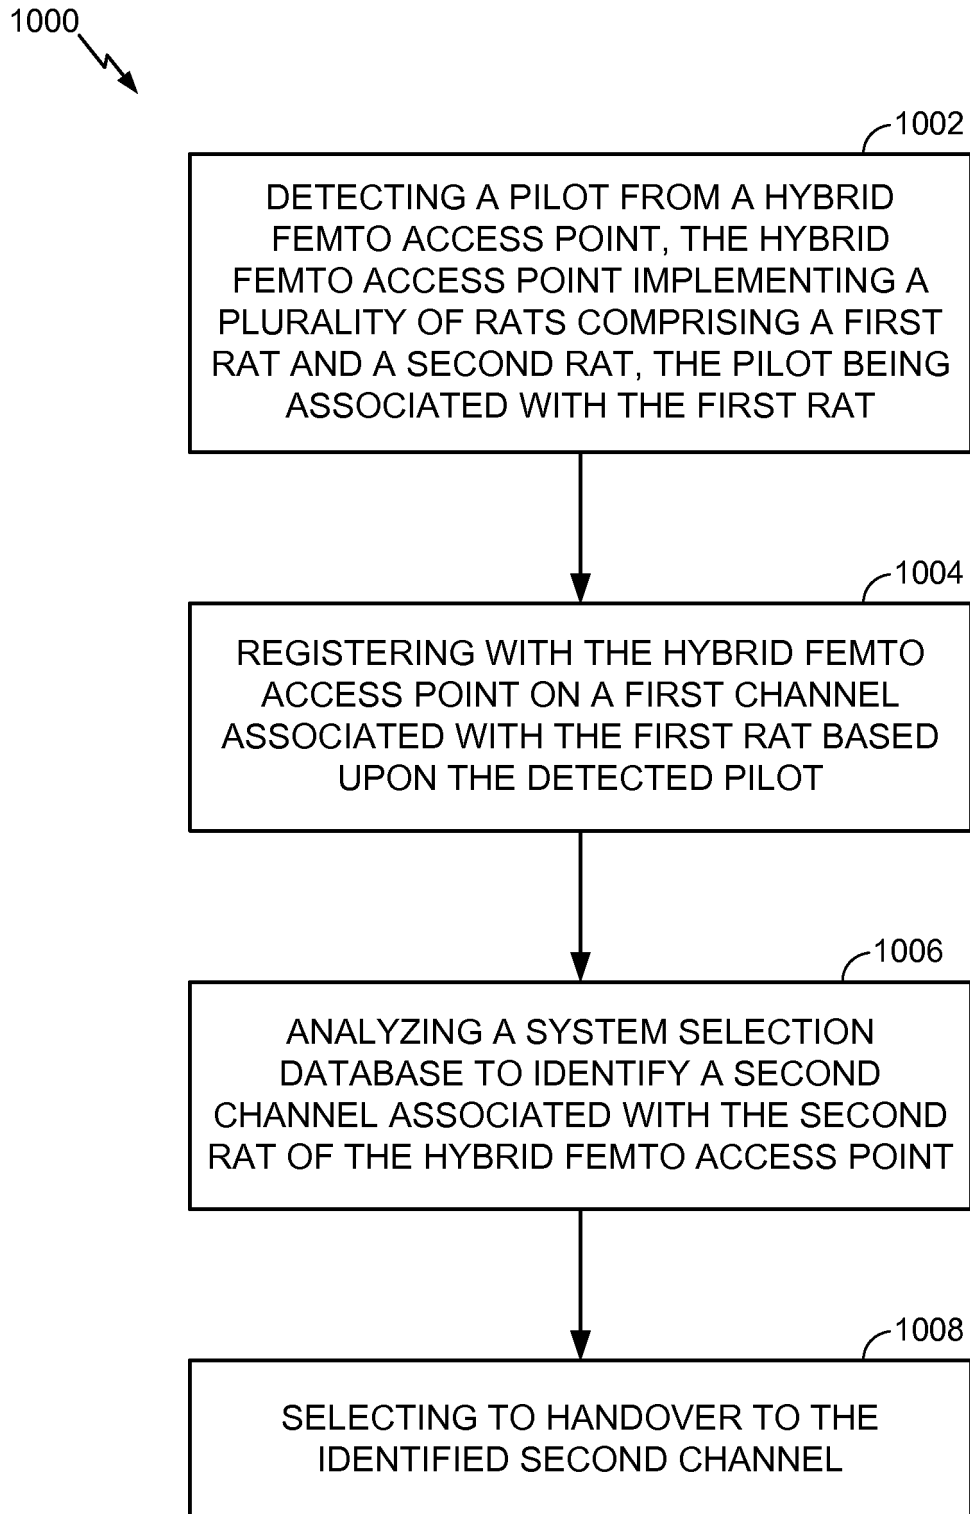 1000
1002
DETECTING A PILOT FROM A HYBRID
FEMTO ACCESS POINT, THE HYBRID
FEMTO ACCESS POINT IMPLEMENTING A
PLURALITY OF RATS COMPRISING A FIRST
RAT AND A SECOND RAT, THE PILOT BEING
ASSOCIATED WITH THE FIRST RAT
1004
REGISTERING WITH THE HYBRID FEMTO
ACCESS POINT ON A FIRST CHANNEL
ASSOCIATED WITH THE FIRST RAT BASED
UPON THE DETECTED PILOT
1006
ANALYZING A SYSTEM SELECTION
DATABASE TO IDENTIFY A SECOND
CHANNEL ASSOCIATED WITH THE SECOND
RAT OF THE HYBRID FEMTO ACCESS POINT
1008
SELECTING TO HANDOVER TO THE
IDENTIFIED SECOND CHANNEL